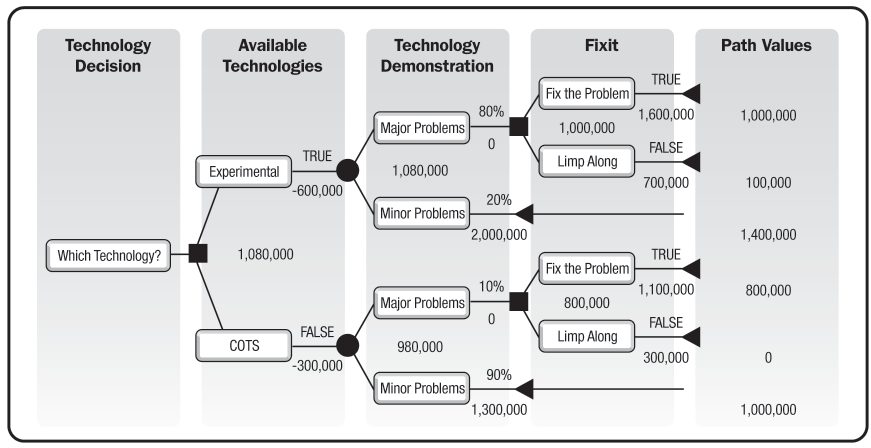 Technology
Decision
Available
Technologies
Technology
Demonstration
Fixit
Path Values
TRUE
Fix the Problem
80%
1,600,000
1,000,000
Major Problems
1,000,000
0
FALSE
TRUE
Limp Along
Experimental
1,080,000
700,000
100,000
-600,000
20%
Minor Problems
2,000,000
1,400,000
Which Technology?
1,080,000
TRUE
Fix the Problem
10%
1,100,000
800,000
Major Problems
800,000
0
FALSE
FALSE
Limp Along
COTS
980,000
300,000
0
-300,000
90%
Minor Problems
1,300,000
1,000,000